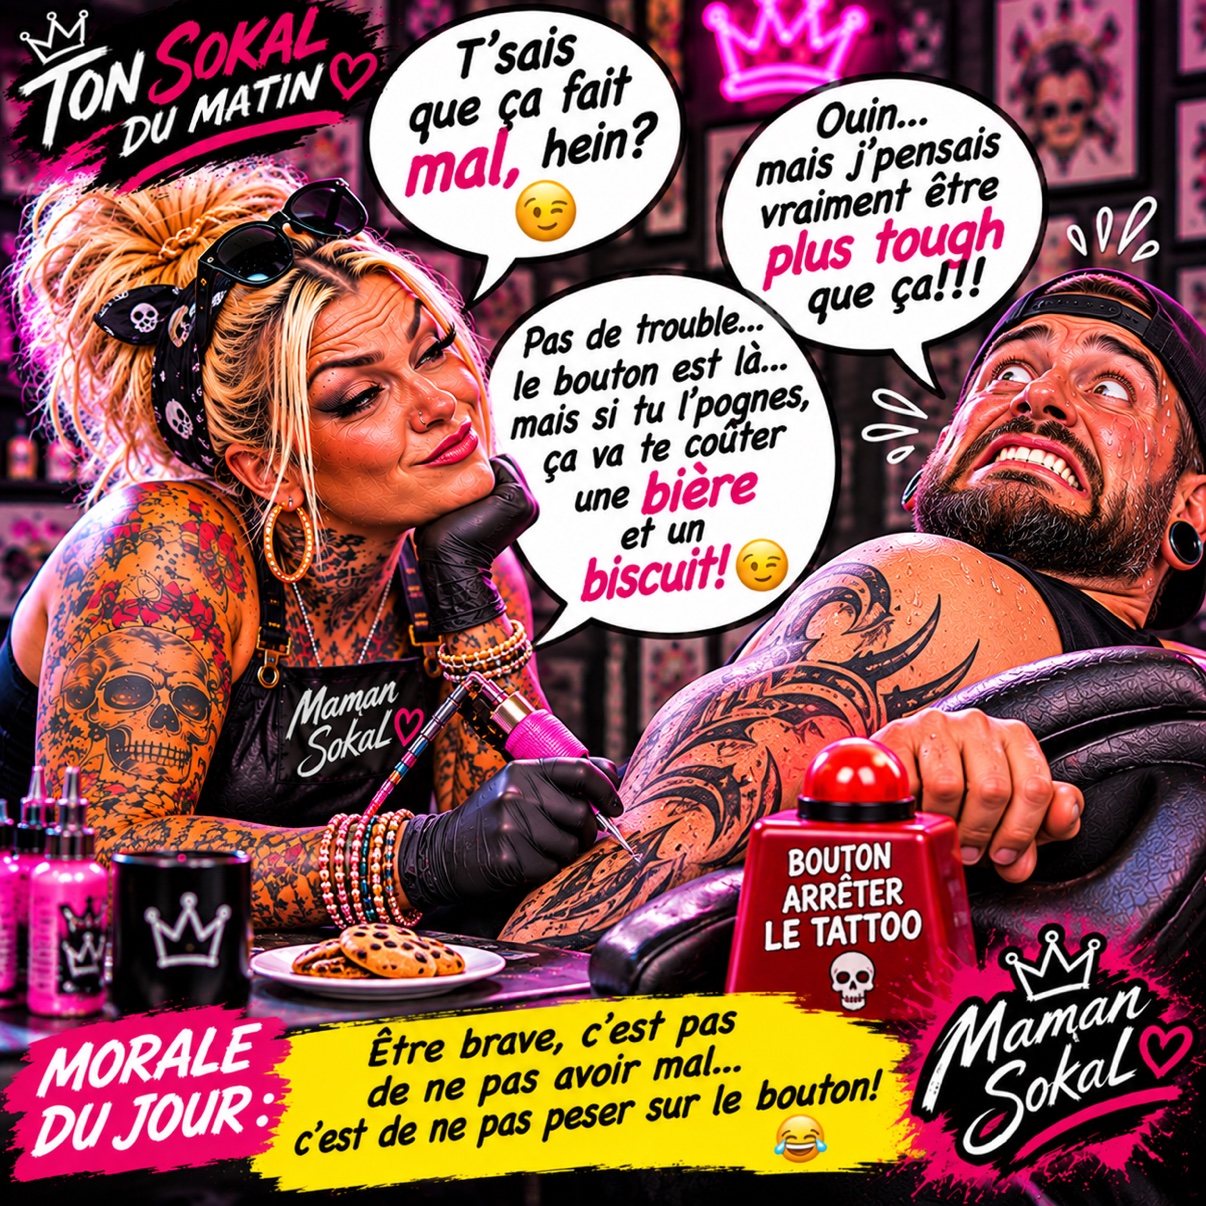 TON SOKAL
DU MATIN
T'sais
que ça fait
mal, hein?
Ouin...
mais j'pensais
vraiment être
plus tough
que ça!!!
Pas de trouble...
le bouton est là...
mais si tu l'pognes,
ça va te coûter
une bière
et un
biscuit!
Maman
Sokal
BOUTON
ARRÊTER
LE TATTOO
MORALE
DU JOUR:
Être brave, c'est pas
de ne pas avoir mal...
c'est de ne pas peser sur le bouton!
Maman
Sokal